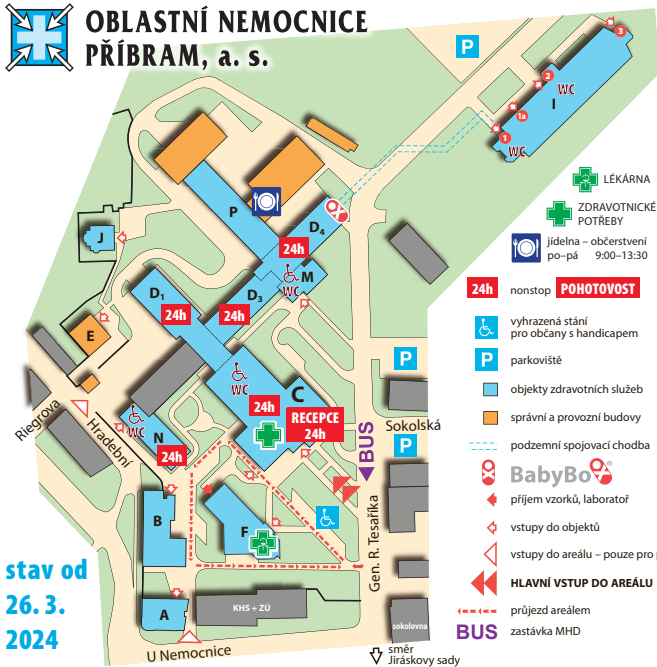 OBLASTNÍ NEMOCNICE
PŘÍBRAM, a. s.
P
3
2
WC
I
1a
1
WC
LÉKÁRNA
ZDRAVOTNICKÉ
POTŘEBY
jídelna – občerstvení
po–pá 9:00–13:30
24h nonstop POHOTOVOST
vyhrazená stání
pro občany s handicapem
P parkoviště
objekty zdravotních služeb
správní a provozní budovy
podzemní spojovací chodba
BabyBox®
příjem vzorků, laboratoř
vstupy do objektů
vstupy do areálu – pouze pro p
HLAVNÍ VSTUP DO AREÁLU
průjezd areálem
BUS zastávka MHD
P
D4
J
24h
M
WC
D1
24h
D3
24h
E
P
WC
C
24h
RECEPCE
24h
N
WC
24h
Riegrova
Hradební
Sokolská
P
BUS
B
F
Gen. R. Tesaříka
A
KHS + ZÚ
sokolovna
U Nemocnice
směr
Jiráskovy sady
stav od
26. 3.
2024